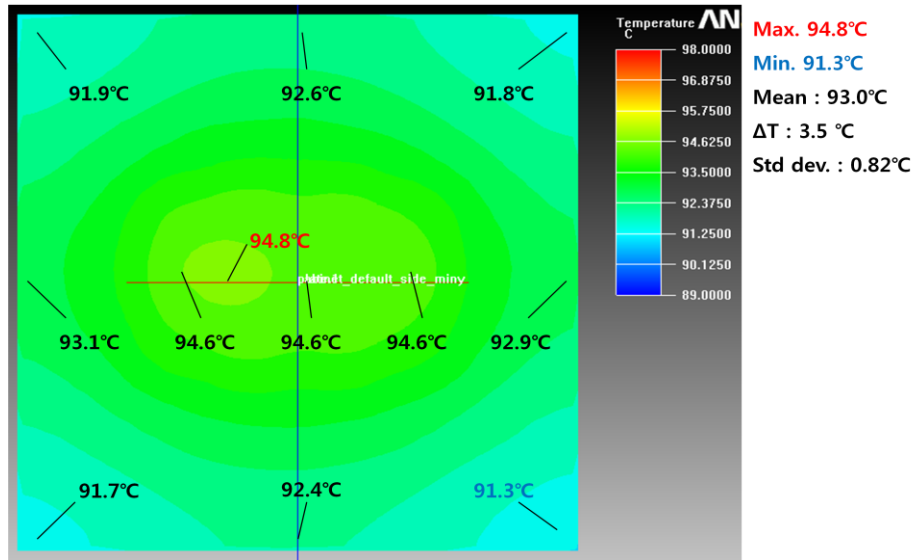 Temperature
C
98.0000
96.8750
95.7500
94.6250
93.5000
92.3750
91.2500
90.1250
89.0000
AN
Max. 94.8℃
Min. 91.3℃
Mean : 93.0℃
ΔT : 3.5 ℃
Std dev. : 0.82℃
91.9℃
92.6℃
91.8℃
94.8℃
93.1℃
94.6℃
94.6℃
94.6℃
92.9℃
91.7℃
92.4℃
91.3℃